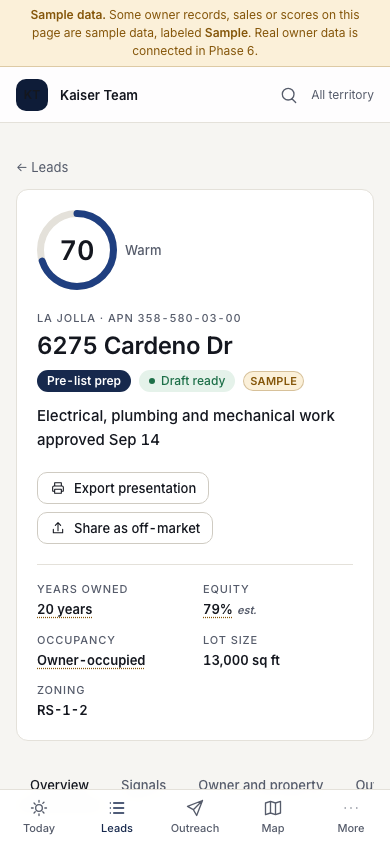 Sample data. Some owner records, sales or scores on this
page are sample data, labeled Sample. Real owner data is
connected in Phase 6.
Kaiser Team
All territory
← Leads
70
Warm
LA JOLLA · APN 358-580-03-00
6275 Cardeno Dr
Pre-list prep
Draft ready
SAMPLE
Electrical, plumbing and mechanical work
approved Sep 14
Export presentation
Share as off-market
YEARS OWNED
EQUITY
20 years
79% est.
OCCUPANCY
LOT SIZE
Owner-occupied
13,000 sq ft
ZONING
RS-1-2
Overview
Signals
Owner and property
Today
Leads
Outreach
Map
More